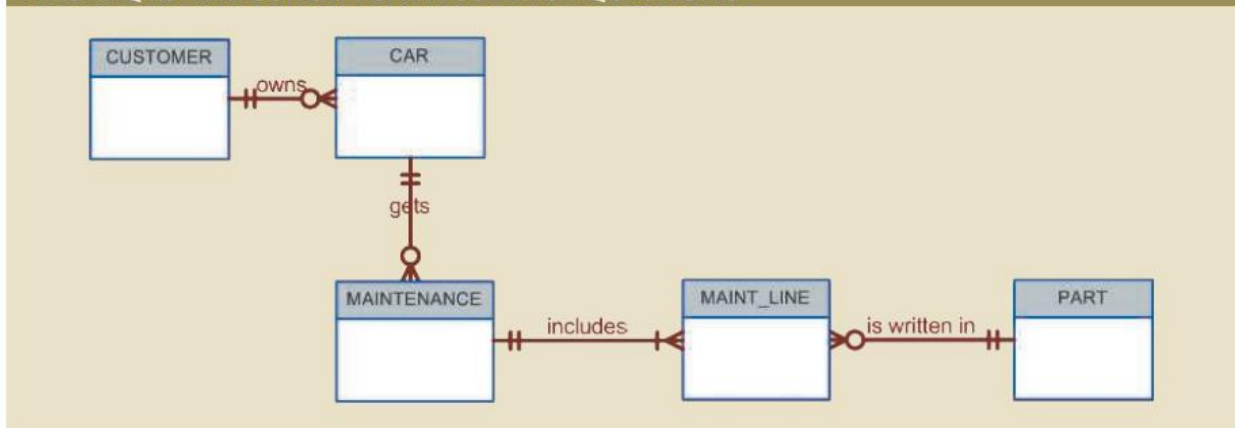 CUSTOMER
CAR
owns
gets
MAINTENANCE
includes
MAINT_LINE
is written in
PART